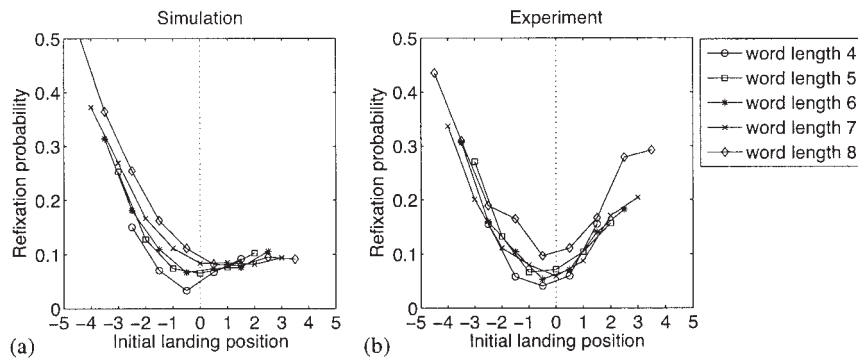 Simulation
0.5
0.4
0.3
0.2
0.1
0
Refixation probability
-5 -4 -3 -2 -1 0 1 2 3 4 5
Initial landing position
(a)
Experiment
0.5
0.4
0.3
0.2
0.1
0
Refixation probability
-5 -4 -3 -2 -1 0 1 2 3 4 5
Initial landing position
(b)
word length 4
word length 5
word length 6
word length 7
word length 8